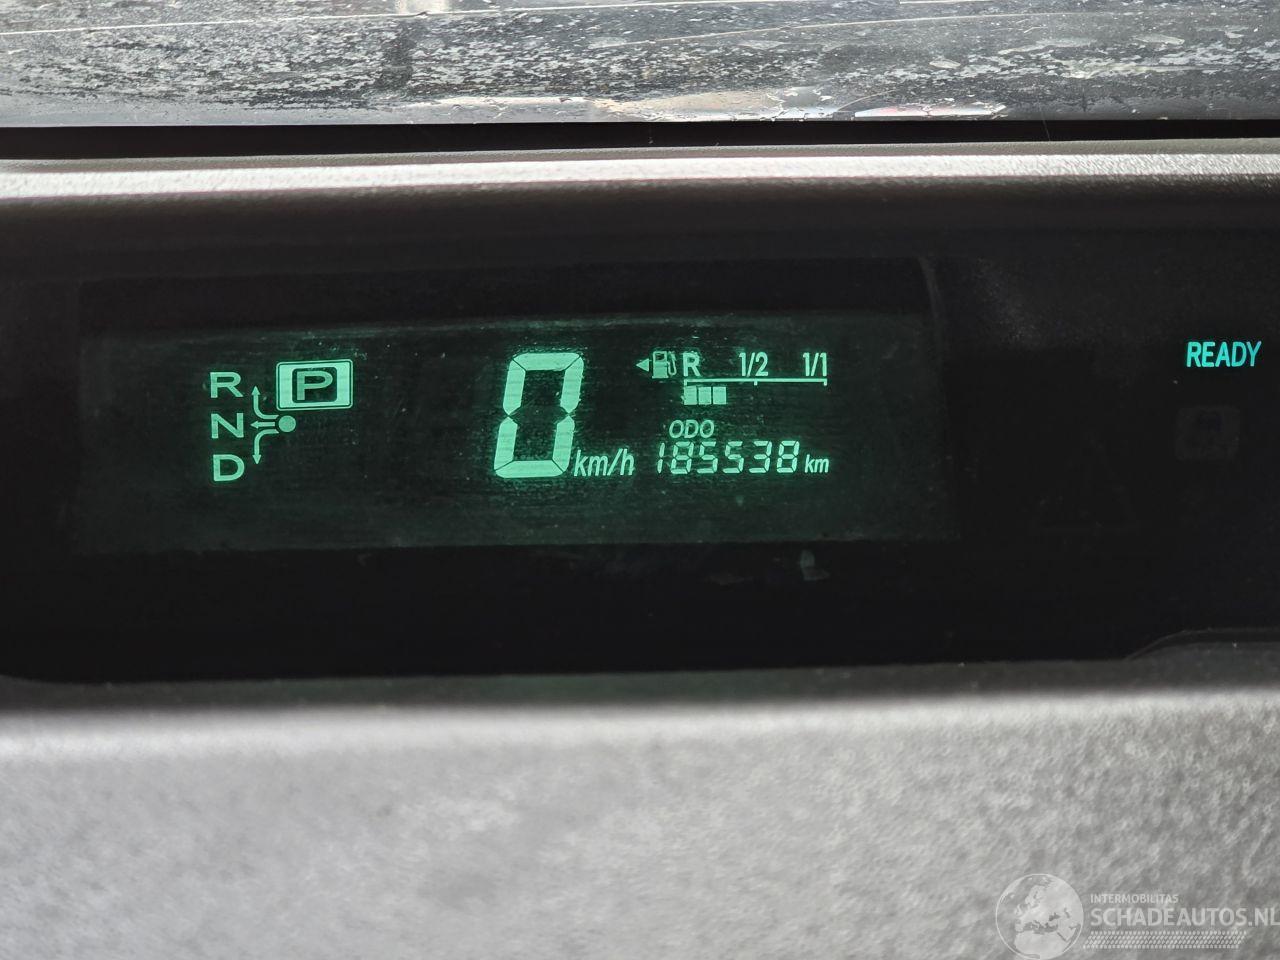 R P
N
D
0 km/h
R 1/2 1/1
ODO
185538 km
READY
INTERMOBILITAS
SCHADEAUTOS.NL